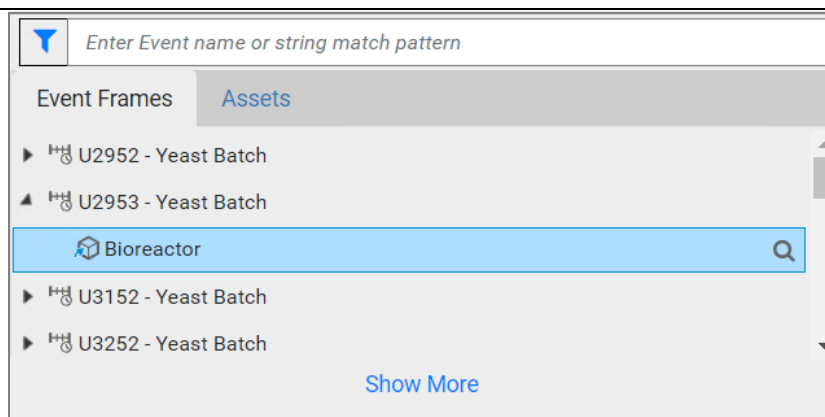 Enter Event name or string match pattern
Event Frames Assets
U2952 - Yeast Batch
U2953 - Yeast Batch
Bioreactor
U3152 - Yeast Batch
U3252 - Yeast Batch
Show More